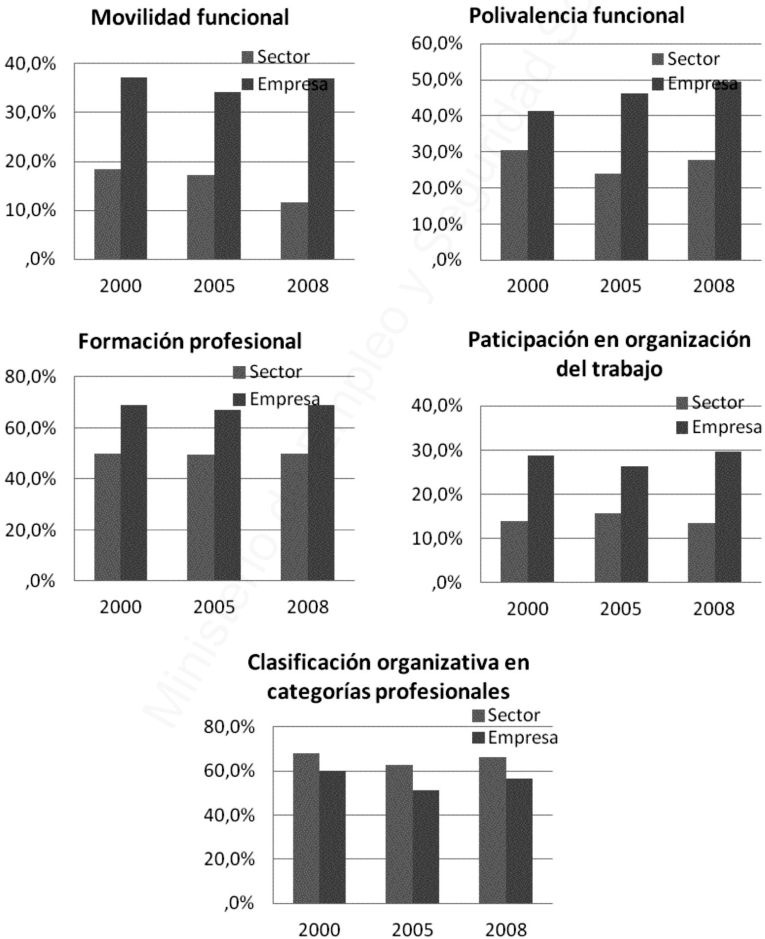 Movilidad funcional
Sector
Empresa
40,0%
30,0%
20,0%
10,0%
,0%
2000 2005 2008
Polivalencia funcional
Sector
Empresa
60,0%
50,0%
40,0%
30,0%
20,0%
10,0%
,0%
2000 2005 2008
Formación profesional
Sector
Empresa
80,0%
60,0%
40,0%
20,0%
,0%
2000 2005 2008
Paticipación en organización
del trabajo
Sector
Empresa
40,0%
30,0%
20,0%
10,0%
,0%
2000 2005 2008
Clasificación organizativa en
categorías profesionales
Sector
Empresa
80,0%
60,0%
40,0%
20,0%
,0%
2000 2005 2008
Ministerio de Empleo y Seguridad